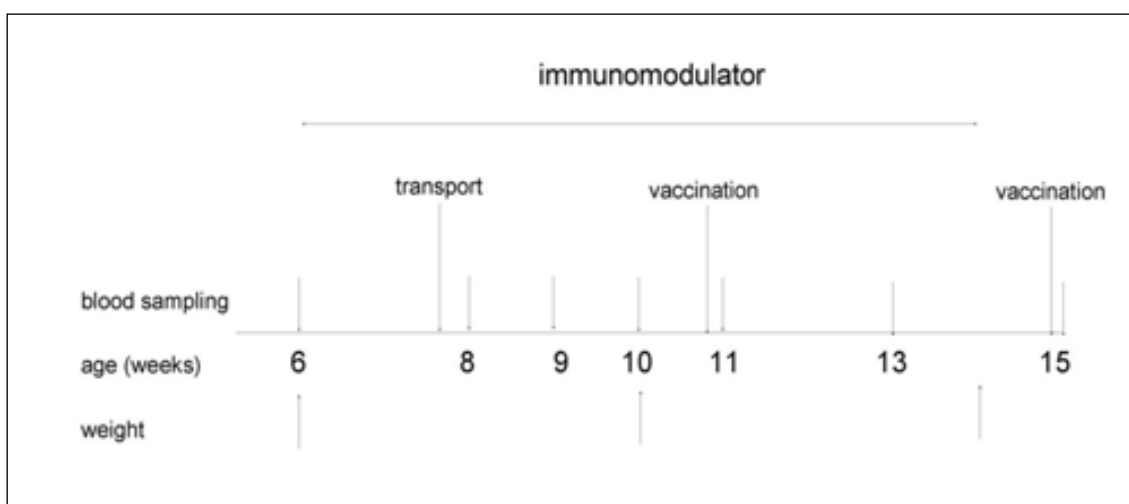 immunomodulator
transport vaccination vaccination
blood sampling
age (weeks) 6 8 9 10 11 13 15
weight